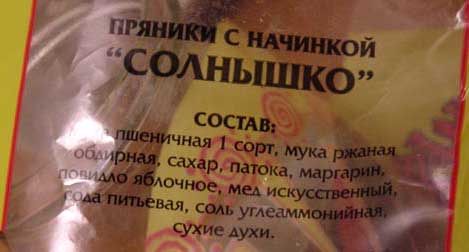 ПРЯНИКИ С НАЧИНКОЙ
"СОЛНЫШКО"
СОСТАВ:
пшеничная 1 сорт, мука ржаная
обдирная, сахар, патока, маргарин,
повидло яблочное, мед искусственный,
сода питьевая, соль углеаммонийная,
сухие духи.